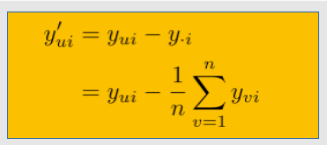 y'_{ui} = y_{ui} − y_{·i}
= y_{ui} − \frac{1}{n} \sum_{v=1}^{n} y_{vi}